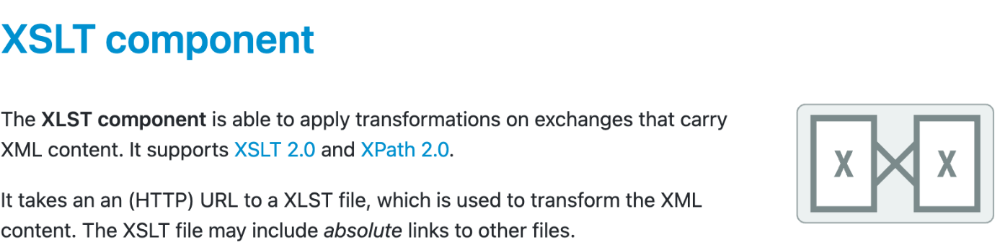 XSLT component
The XLST component is able to apply transformations on exchanges that carry
XML content. It supports XSLT 2.0 and XPath 2.0.
It takes an an (HTTP) URL to a XLST file, which is used to transform the XML
content. The XSLT file may include absolute links to other files.
X X